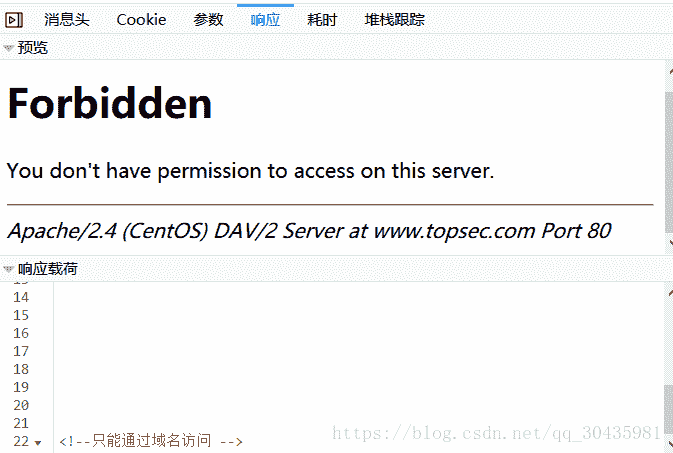 消息头 Cookie 参数 响应 耗时 堆栈跟踪
预览
Forbidden
You don't have permission to access on this server.
Apache/2.4 (CentOS) DAV/2 Server at www.topsec.com Port 80
响应载荷
14
15
16
17
18
19
20
21
22 <!--只能通过域名访问 -->
https://blog.csdn.net/qq_30435981